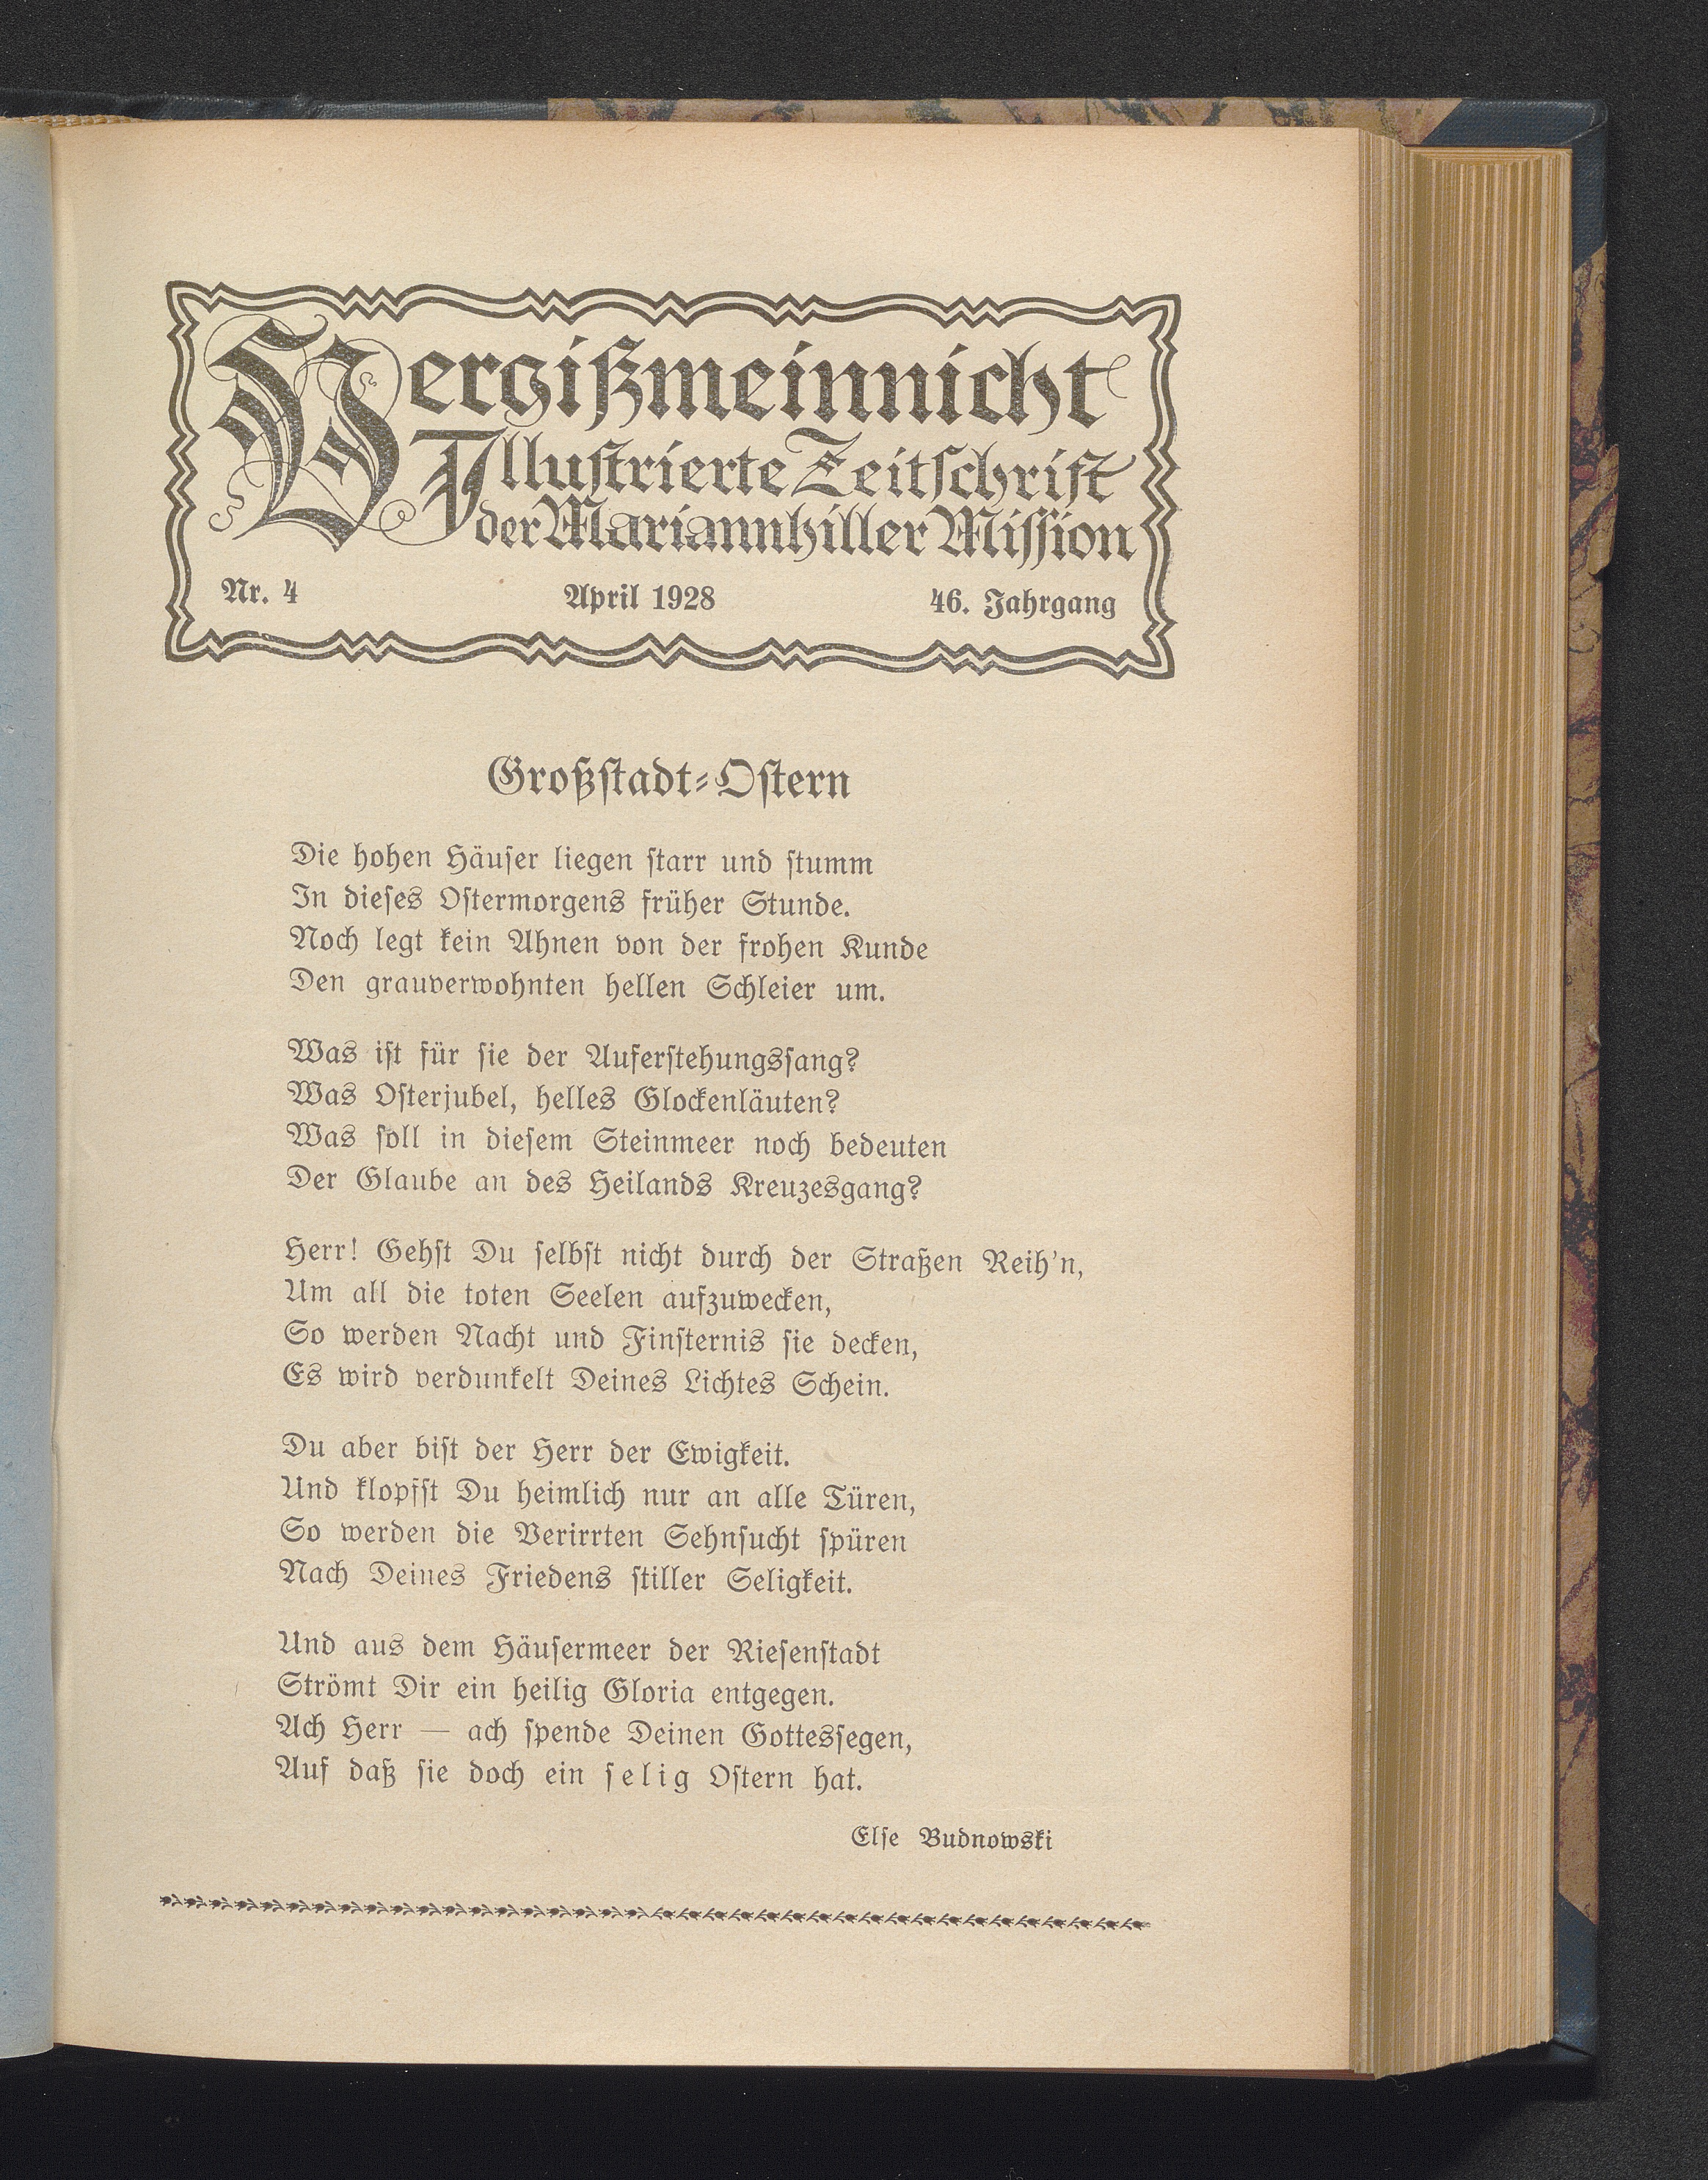 Vergißmeinnicht
Illustrierte Zeitschrift
der Mariannhiller Mission
Nr. 4 April 1928 46. Jahrgang
Großstadt-Ostern
Die hohen Häuser liegen starr und stumm
In dieses Ostermorgens früher Stunde.
Noch legt kein Ahnen von der frohen Kunde
Den grauverwohnten hellen Schleier um.
Was ist für sie der Auferstehungssang?
Was Osterjubel, helles Glockenläuten?
Was soll in diesem Steinmeer noch bedeuten
Der Glaube an des Heilands Kreuzesgang?
Herr! Gehst Du selbst nicht durch der Straßen Reih'n,
Um all die toten Seelen aufzuwecken,
So werden Nacht und Finsternis sie decken,
Es wird verdunkelt Deines Lichtes Schein.
Du aber bist der Herr der Ewigkeit.
Und klopfst Du heimlich nur an alle Türen,
So werden die Verirrten Sehnsucht spüren
Nach Deines Friedens stiller Seligkeit.
Und aus dem Häusermeer der Riesenstadt
Strömt Dir ein heilig Gloria entgegen.
Ach Herr — ach spende Deinen Gottessegen,
Auf daß sie doch ein selig Ostern hat.
Else Budnowski